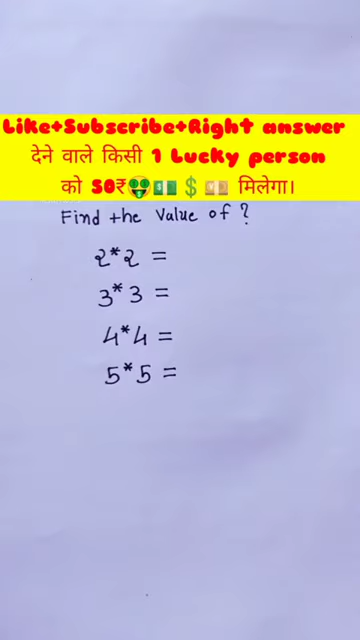 Like+Subscribe+Right answer
देने वाले किसी 1 Lucky person
को 50₹🤑💵💲💴 मिलेगा।
Find the Value of ?
2*2 =
3*3 =
4*4 =
5*5 =